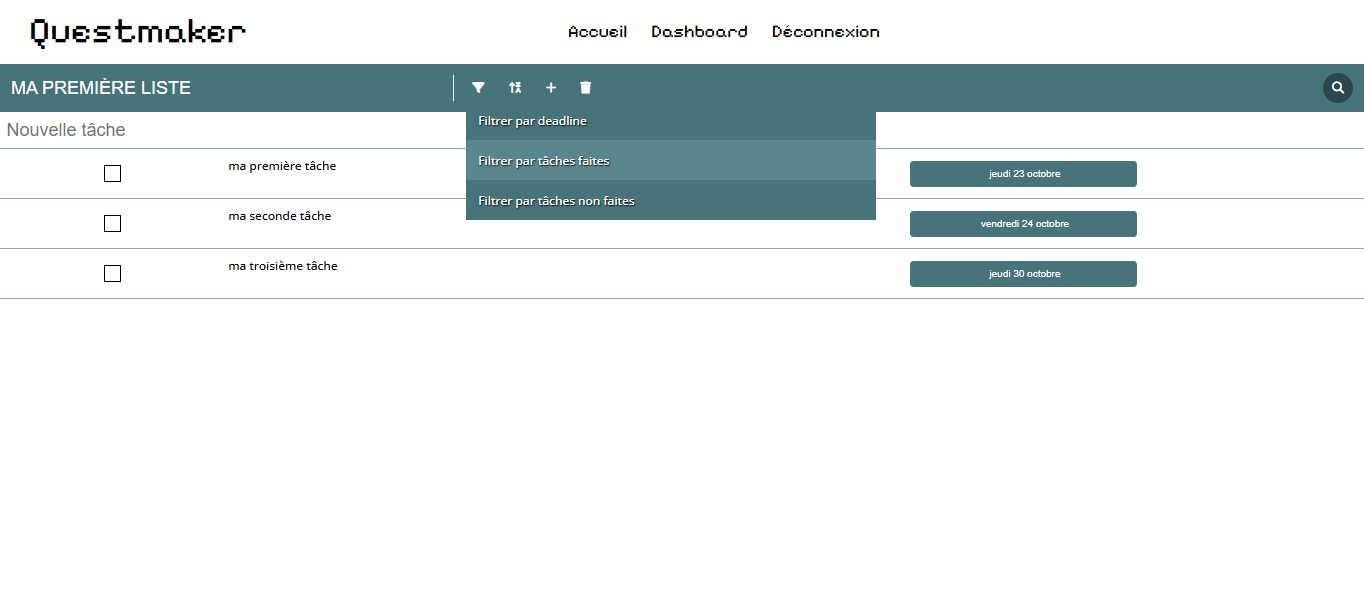 Questmaker
Accueil Dashboard Déconnexion
MA PREMIÈRE LISTE
Nouvelle tâche
Filtrer par deadline
Filtrer par tâches faites
Filtrer par tâches non faites
ma première tâche
jeudi 23 octobre
ma seconde tâche
vendredi 24 octobre
ma troisième tâche
jeudi 30 octobre